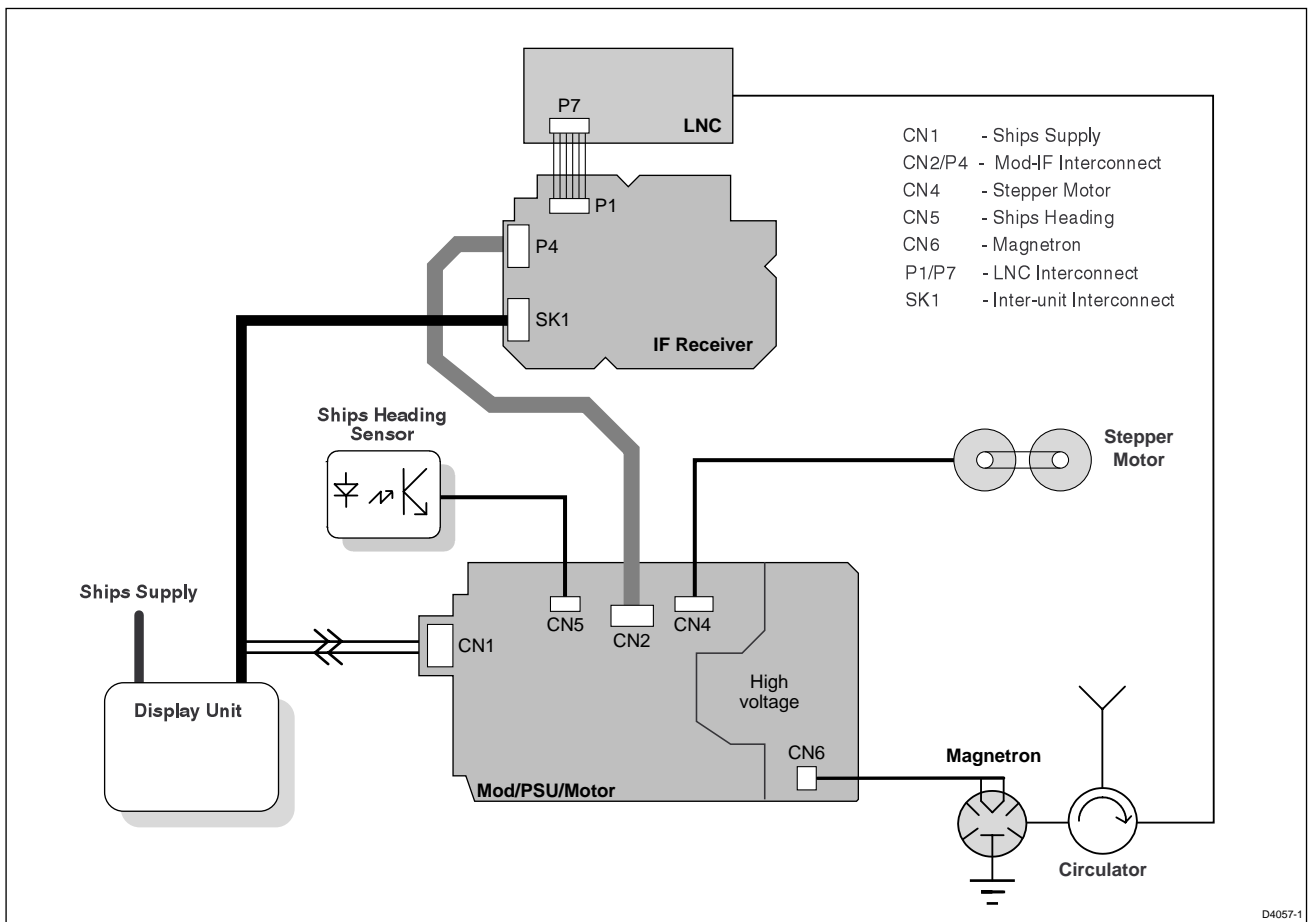 P7
LNC
CN1 - Ships Supply
CN2/P4 - Mod-IF Interconnect
CN4 - Stepper Motor
CN5 - Ships Heading
CN6 - Magnetron
P1/P7 - LNC Interconnect
SK1 - Inter-unit Interconnect
P1
P4
SK1
IF Receiver
Ships Heading
Sensor
Stepper
Motor
Ships Supply
CN5
CN2
CN4
CN1
Display Unit
High
voltage
CN6
Magnetron
Mod/PSU/Motor
Circulator
D4057-1